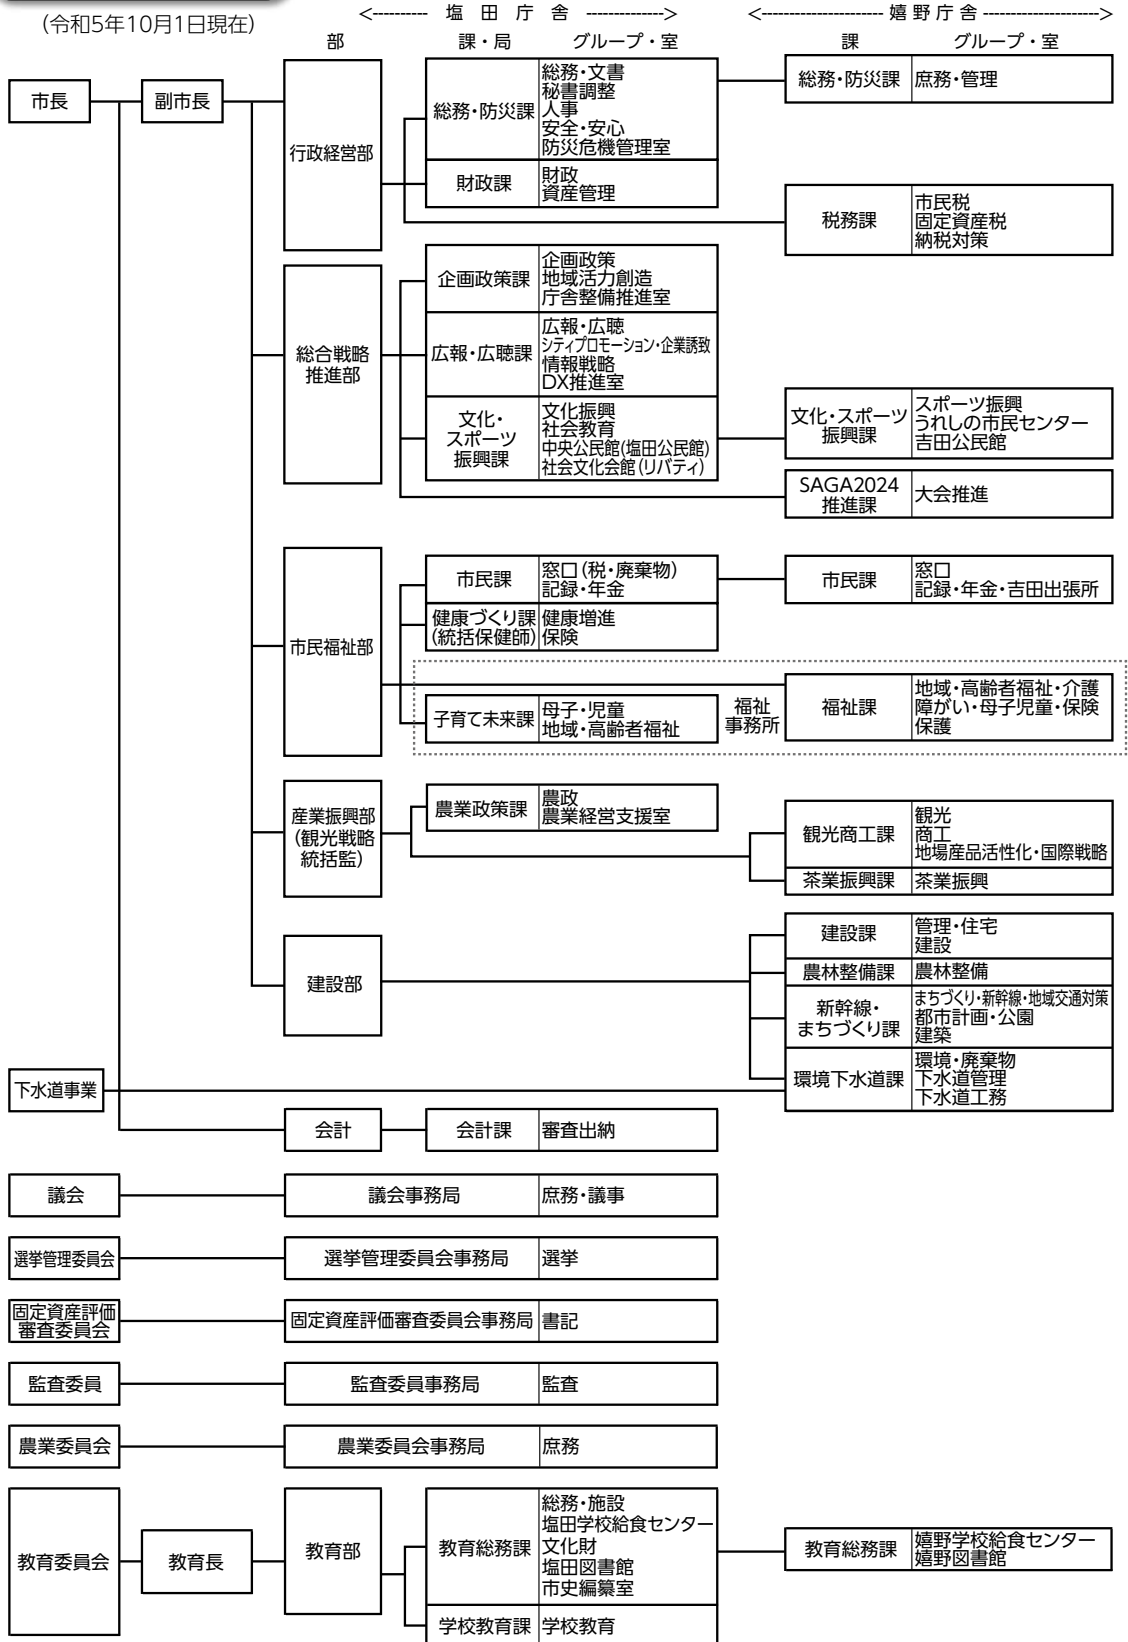 (令和5年10月1日現在)
<---------- 塩田庁舎 ------------->
<-------------------- 嬉野庁舎 -------------------->
部
課・局
グループ・室
課
グループ・室
市長
副市長
行政経営部
総務・防災課
総務・文書
秘書調整
人事
安全・安心
防災危機管理室
総務・防災課
庶務・管理
財政課
財政
資産管理
税務課
市民税
固定資産税
納税対策
総合戦略
推進部
企画政策課
企画政策
地域活力創造
庁舎整備推進室
広報・広聴課
広報・広聴
シティプロモーション・企業誘致
情報戦略
DX推進室
文化・
スポーツ
振興課
文化振興
社会教育
中央公民館(塩田公民館)
社会文化会館(リバティ)
文化・スポーツ
振興課
スポーツ振興
うれしの市民センター
吉田公民館
SAGA2024
推進課
大会推進
市民福祉部
市民課
窓口(税・廃棄物)
記録・年金
市民課
窓口
記録・年金・吉田出張所
健康づくり課
(統括保健師)
健康増進
保険
子育て未来課
母子・児童
地域・高齢者福祉
福祉
事務所
福祉課
地域・高齢者福祉・介護
障がい・母子児童・保険
保護
産業振興部
(観光戦略
統括監)
農業政策課
農政
農業経営支援室
観光商工課
観光
商工
地場産品活性化・国際戦略
茶業振興課
茶業振興
建設部
建設課
管理・住宅
建設
農林整備課
農林整備
新幹線・
まちづくり課
まちづくり・新幹線・地域交通対策
都市計画・公園
建築
下水道事業
環境下水道課
環境・廃棄物
下水道管理
下水道工務
会計
会計課
審査出納
議会
議会事務局
庶務・議事
選挙管理委員会
選挙管理委員会事務局
選挙
固定資産評価
審査委員会
固定資産評価審査委員会事務局
書記
監査委員
監査委員事務局
監査
農業委員会
農業委員会事務局
庶務
教育委員会
教育長
教育部
教育総務課
総務・施設
塩田学校給食センター
文化財
塩田図書館
市史編纂室
教育総務課
嬉野学校給食センター
嬉野図書館
学校教育課
学校教育